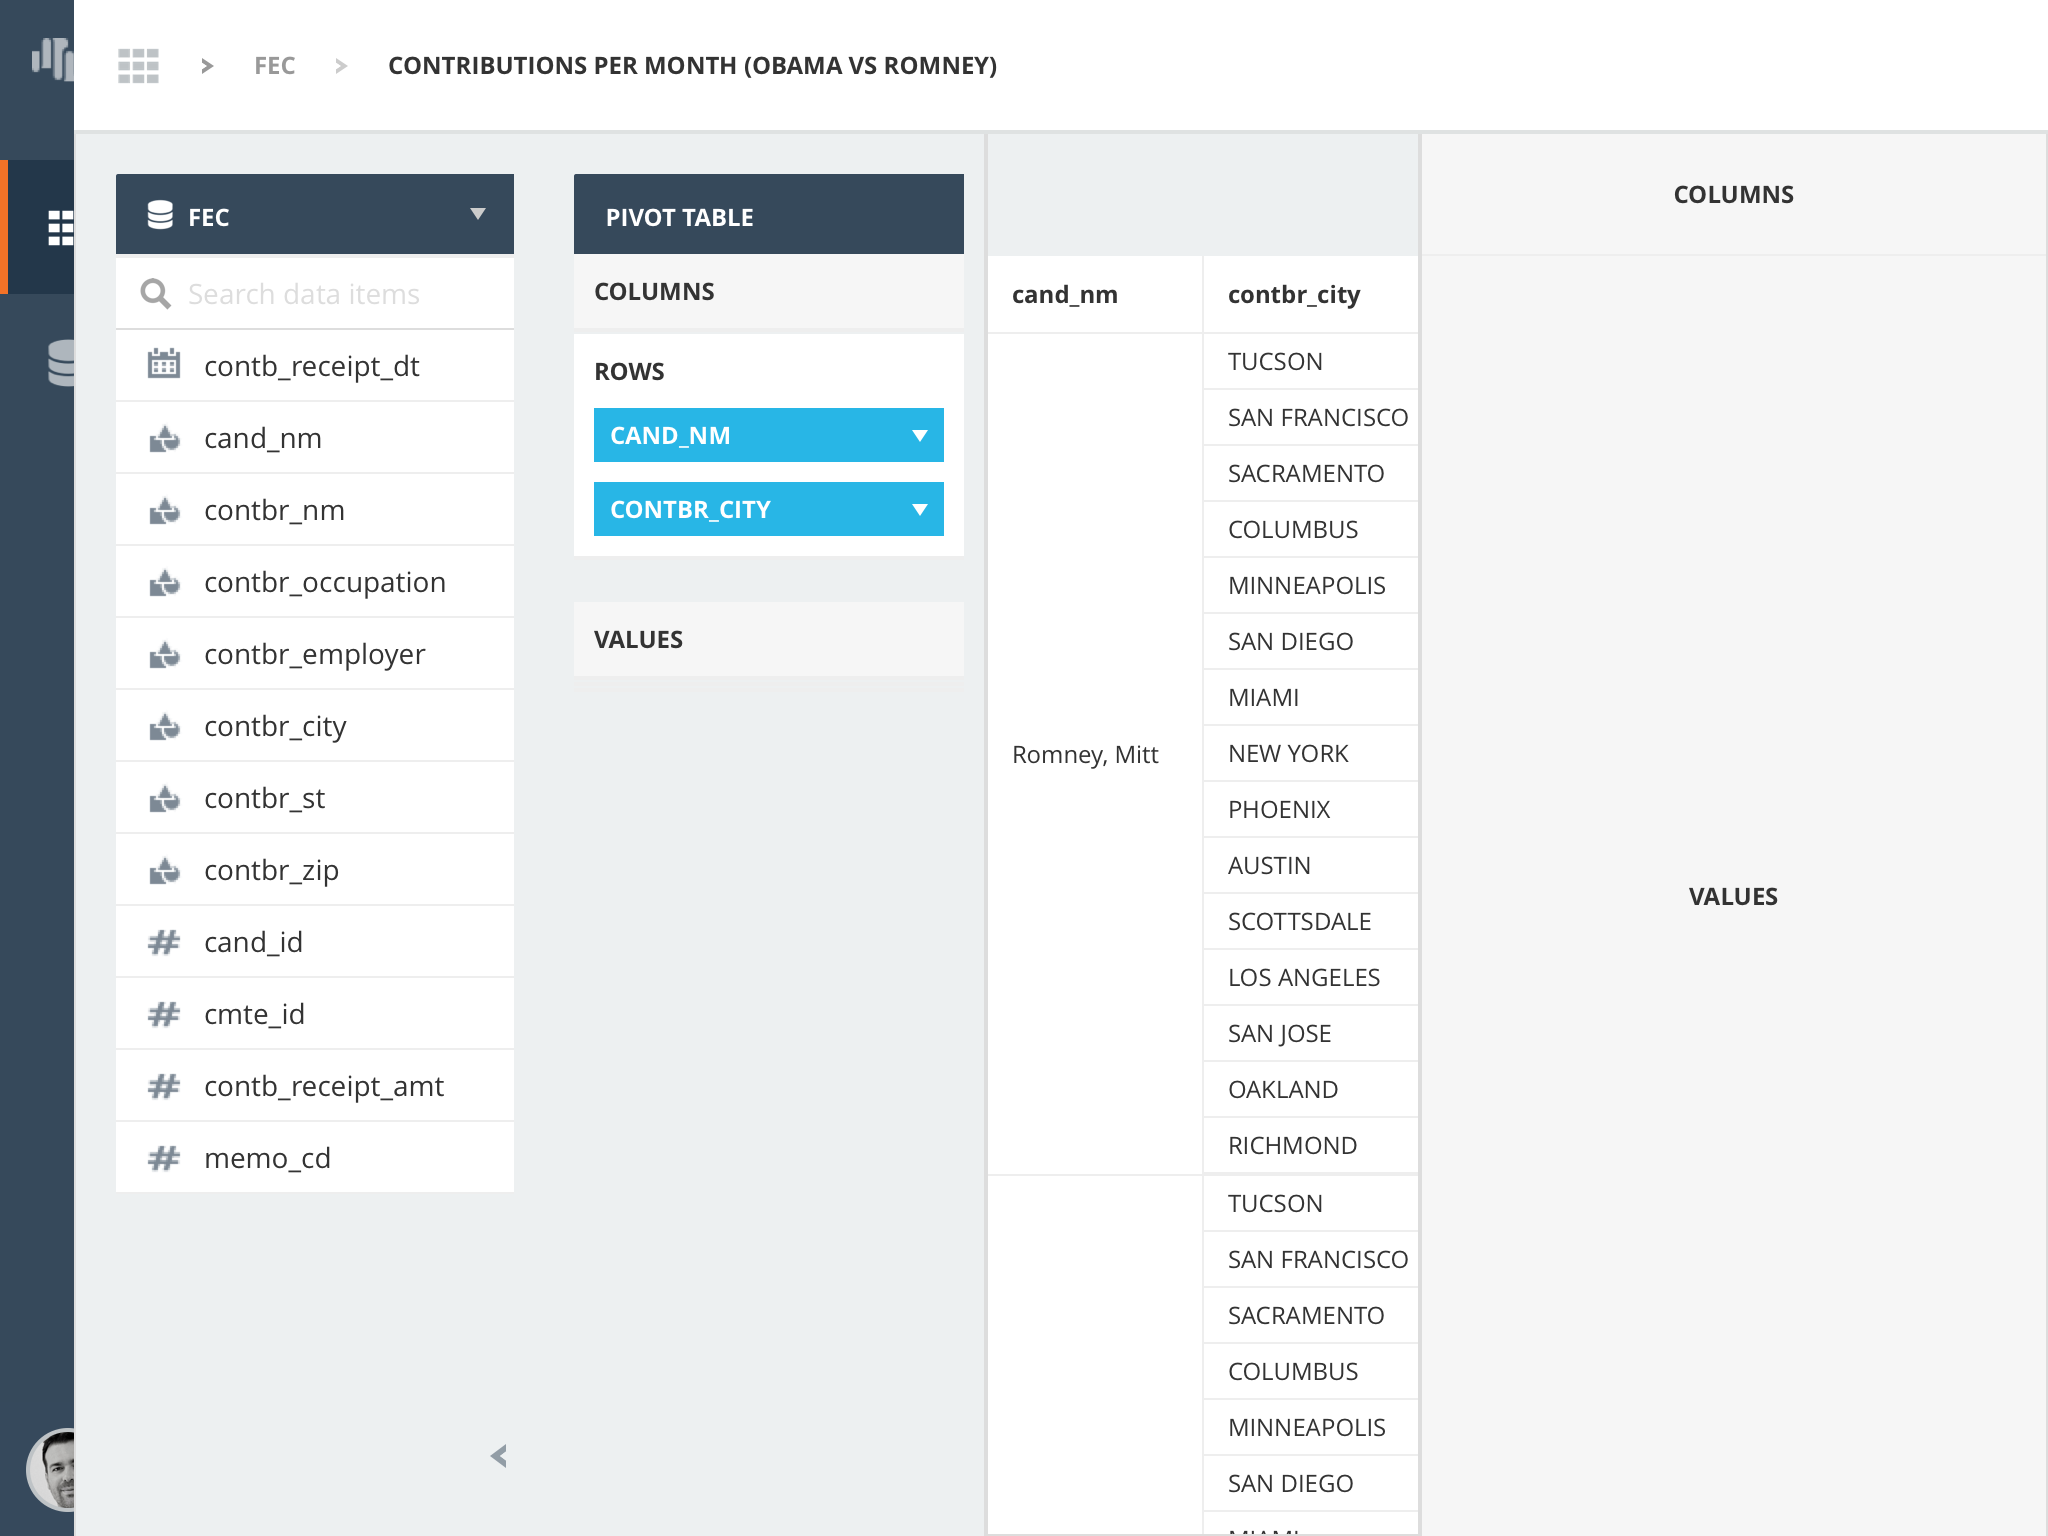 FEC
CONTRIBUTIONS PER MONTH (OBAMA VS ROMNEY)
FEC
Search data items
contb_receipt_dt
cand_nm
contbr_nm
contbr_occupation
contbr_employer
contbr_city
contbr_st
contbr_zip
cand_id
cmte_id
contb_receipt_amt
memo_cd
PIVOT TABLE
COLUMNS
ROWS
CAND_NM
CONTBR_CITY
VALUES
cand_nm
contbr_city
Romney, Mitt
TUCSON
SAN FRANCISCO
SACRAMENTO
COLUMBUS
MINNEAPOLIS
SAN DIEGO
MIAMI
NEW YORK
PHOENIX
AUSTIN
SCOTTSDALE
LOS ANGELES
SAN JOSE
OAKLAND
RICHMOND
TUCSON
SAN FRANCISCO
SACRAMENTO
COLUMBUS
MINNEAPOLIS
SAN DIEGO
MIAMI
COLUMNS
VALUES